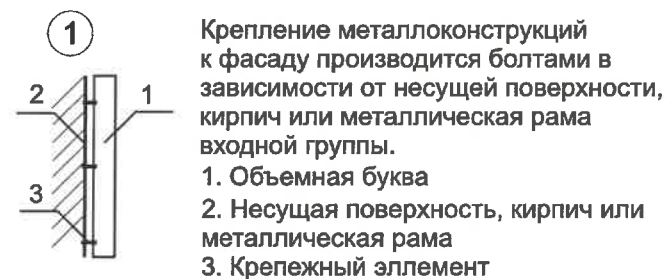 1
Крепление металлоконструкций
к фасаду производится болтами в
зависимости от несущей поверхности,
кирпич или металлическая рама
входной группы.
2
1
3
1. Объемная буква
2. Несущая поверхность, кирпич или
металлическая рама
3. Крепежный эллемент